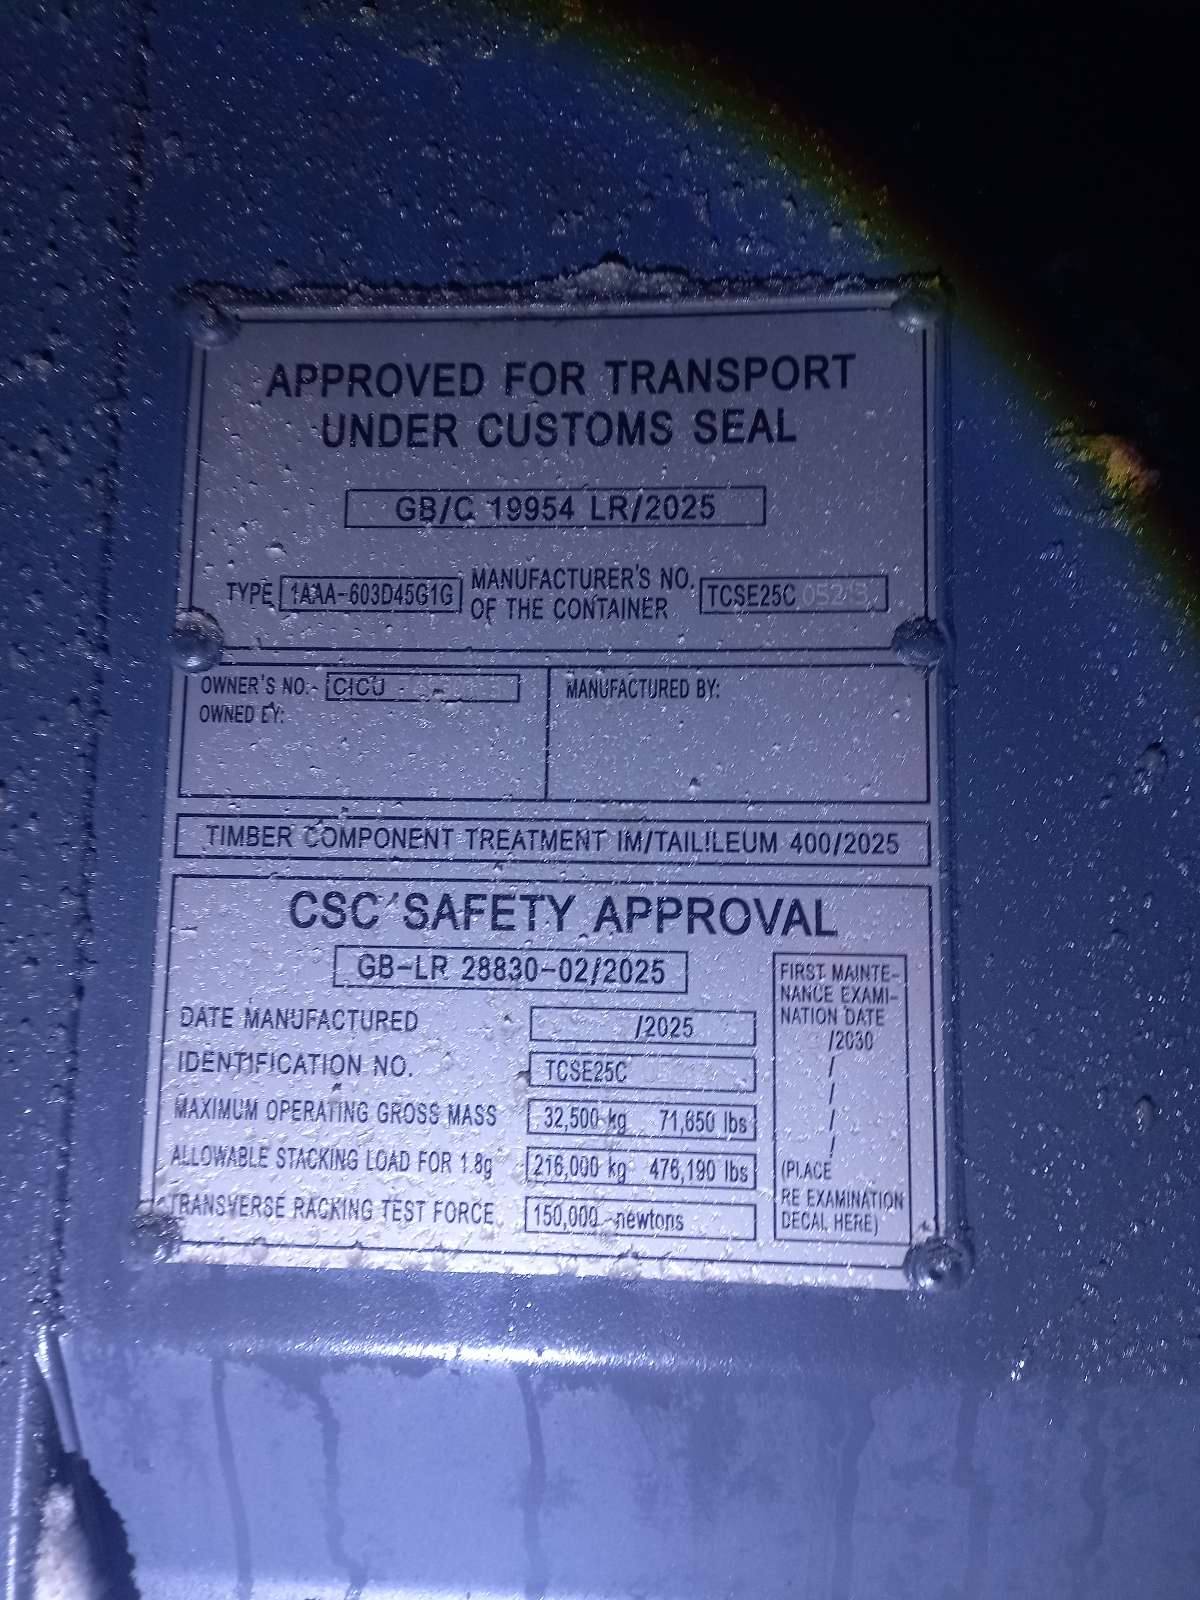 APPROVED FOR TRANSPORT
UNDER CUSTOMS SEAL
GB/C 19954 LR/2025
TYPE 1AAA-603D45G1G MANUFACTURER'S NO. OF THE CONTAINER TCSE25C
OWNER'S NO.- CICU -
OWNED BY:
MANUFACTURED BY:
TIMBER COMPONENT TREATMENT IM/TAILILEUM 400/2025
CSC SAFETY APPROVAL
GB-LR 28830-02/2025
DATE MANUFACTURED /2025
IDENTIFICATION NO. TCSE25C
MAXIMUM OPERATING GROSS MASS 32,500 kg 71,650 lbs
ALLOWABLE STACKING LOAD FOR 1.8g 216,000 kg 476,190 lbs
TRANSVERSE RACKING TEST FORCE 150,000 newtons
FIRST MAINTE-
NANCE EXAMI-
NATION DATE
/2030
/
/
/
/
(PLACE
RE EXAMINATION
DECAL HERE)